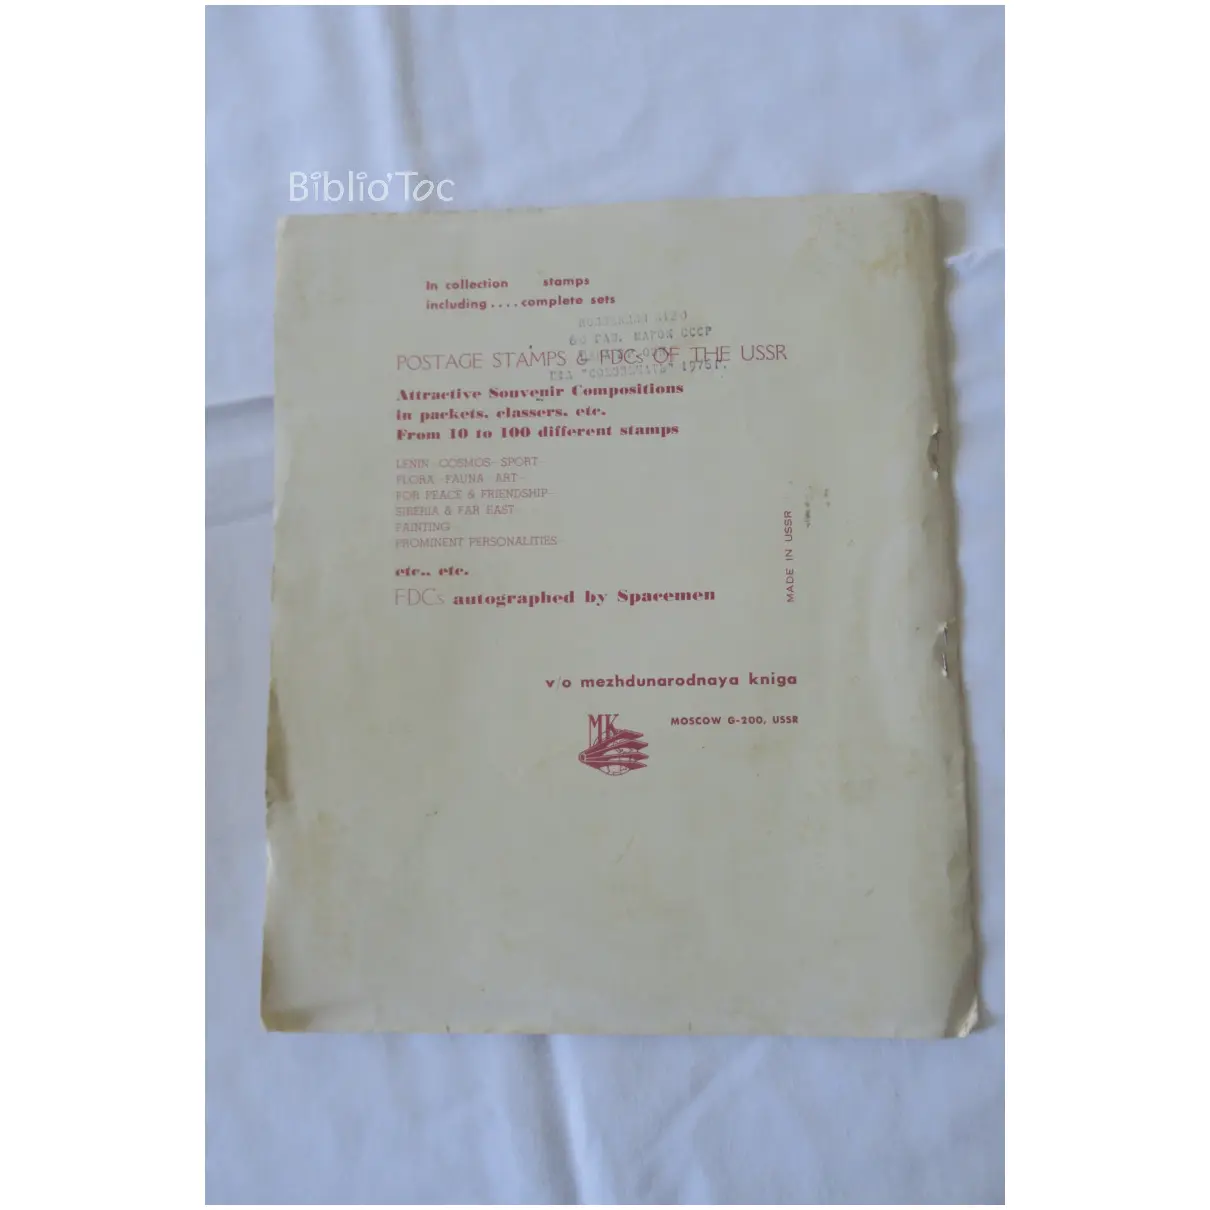 Biblio'Toc
In collection stamps
including....complete sets
60 МАРОК СССР
POSTAGE STAMPS & FDCs OF THE USSR
1975г.
Attractive Souvenir Compositions
in packets, classers, etc.
From 10 to 100 different stamps
LENIN—COSMOS—SPORT—
FLORA—FAUNA—ART—
FOR PEACE & FRIENDSHIP—
SIBERIA & FAR EAST—
PAINTING—
PROMINENT PERSONALITIES—
etc., etc.
FDCs autographed by Spacemen
MADE IN USSR
v/o mezhdunarodnaya kniga
MK
MOSCOW G-200, USSR